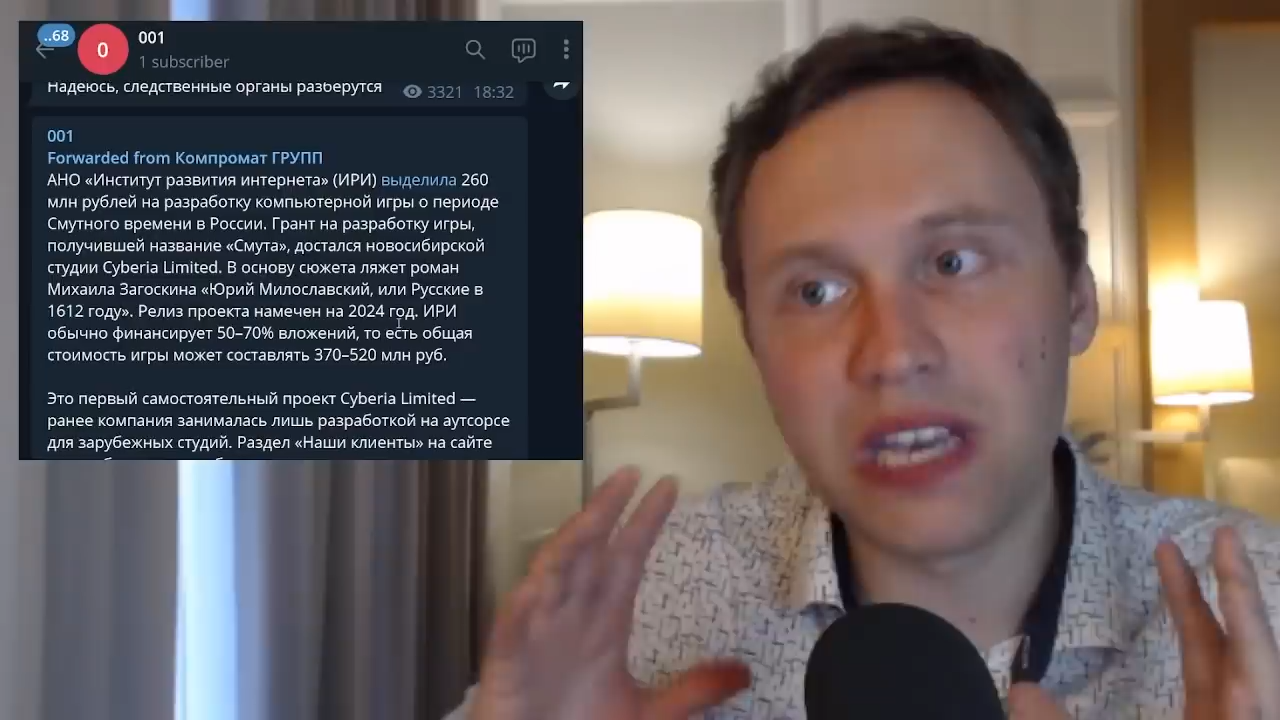 ..68
0
001
1 subscriber
Надеюсь, следственные органы разберутся
3321 18:32
001
Forwarded from Компромат ГРУПП
АНО «Институт развития интернета» (ИРИ) выделила 260
млн рублей на разработку компьютерной игры о периоде
Смутного времени в России. Грант на разработку игры,
получившей название «Смута», достался новосибирской
студии Cyberia Limited. В основу сюжета ляжет роман
Михаила Загоскина «Юрий Милославский, или Русские в
1612 году». Релиз проекта намечен на 2024 год. ИРИ
обычно финансирует 50–70% вложений, то есть общая
стоимость игры может составлять 370–520 млн руб.
Это первый самостоятельный проект Cyberia Limited —
ранее компания занималась лишь разработкой на аутсорсе
для зарубежных студий. Раздел «Наши клиенты» на сайте